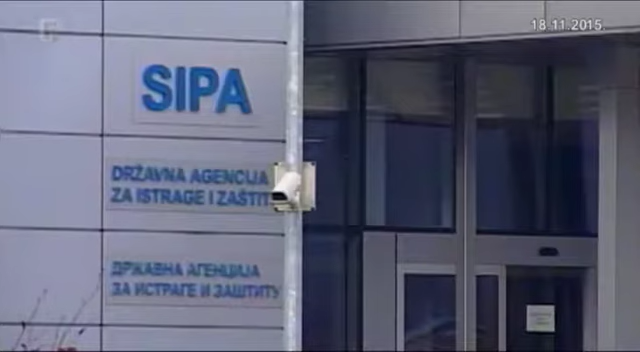 18.11.2015
SIPA
DRŽAVNA AGENCIJA
ZA ISTRAGE I ZAŠTIT
ДРЖАВНА АГЕНЦИЈА
ЗА ИСТРАГЕ И ЗАШТИТУ